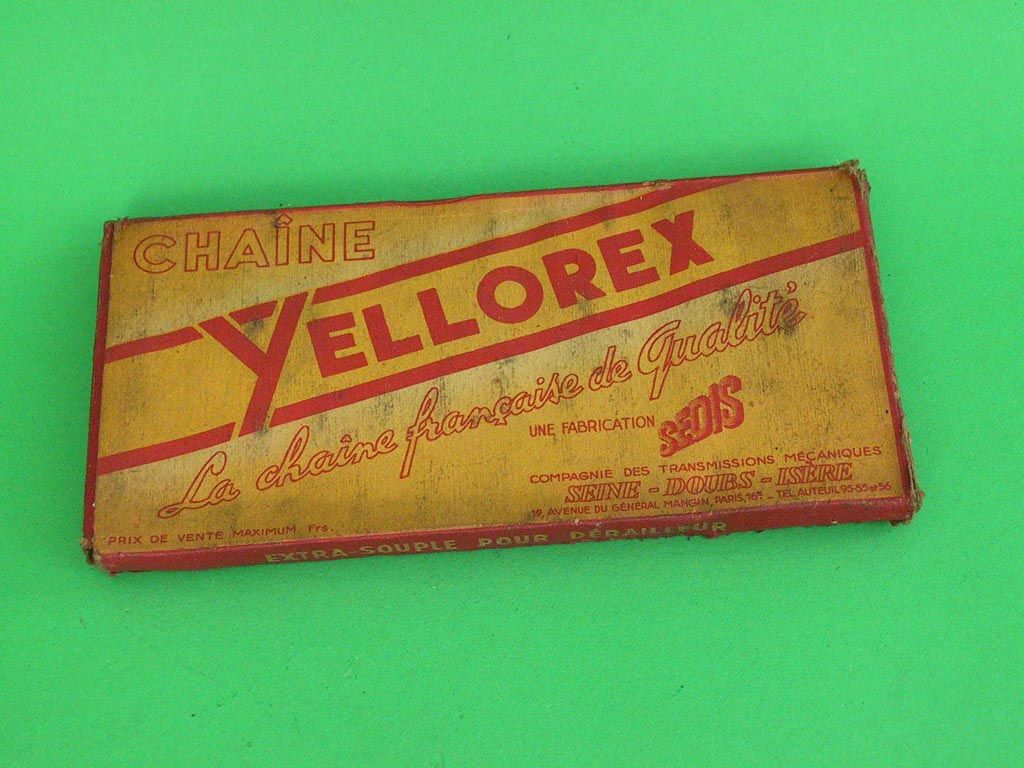 CHAÎNE
YELLOREX
La chaîne française de Qualité
UNE FABRICATION SEDIS
COMPAGNIE DES TRANSMISSIONS MÉCANIQUES
SEINE - DOUBS - ISÈRE
19, AVENUE DU GÉNÉRAL MANGIN, PARIS, 16e - TEL. AUTEUIL 95-55 et 56
PRIX DE VENTE MAXIMUM Frs.
EXTRA-SOUPLE POUR DÉRAILLEUR